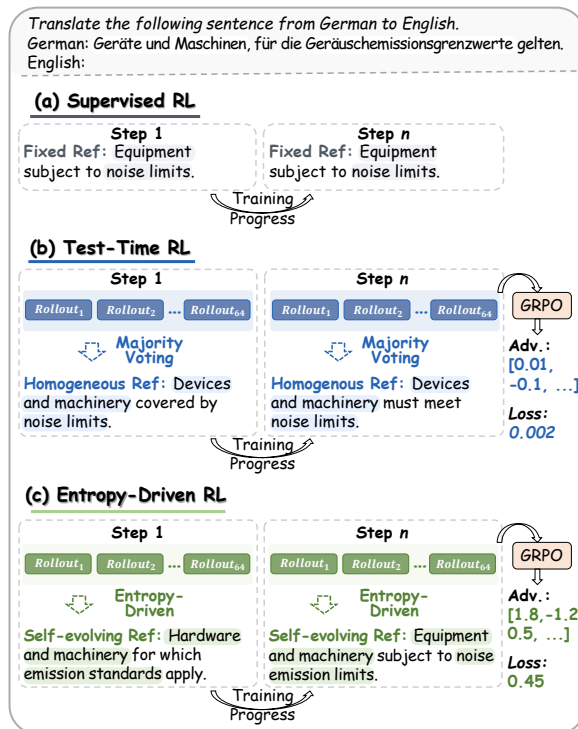 Translate the following sentence from German to English.
German: Geräte und Maschinen, für die Geräuschemissionsgrenzwerte gelten.
English:
(a) Supervised RL
Step 1
Fixed Ref: Equipment
subject to noise limits.
Step n
Fixed Ref: Equipment
subject to noise limits.
Training
Progress
(b) Test-Time RL
Step 1
Rollout1 Rollout2 ... Rollout64
Majority
Voting
Homogeneous Ref: Devices
and machinery covered by
noise limits.
Step n
Rollout1 Rollout2 ... Rollout64
Majority
Voting
Homogeneous Ref: Devices
and machinery must meet
noise limits.
GRPO
Adv.:
[0.01,
-0.1, ...]
Loss:
0.002
Training
Progress
(c) Entropy-Driven RL
Step 1
Rollout1 Rollout2 ... Rollout64
Entropy-
Driven
Self-evolving Ref: Hardware
and machinery for which
emission standards apply.
Step n
Rollout1 Rollout2 ... Rollout64
Entropy-
Driven
Self-evolving Ref: Equipment
and machinery subject to noise
emission limits.
GRPO
Adv.:
[1.8,-1.2
0.5, ...]
Loss:
0.45
Training
Progress